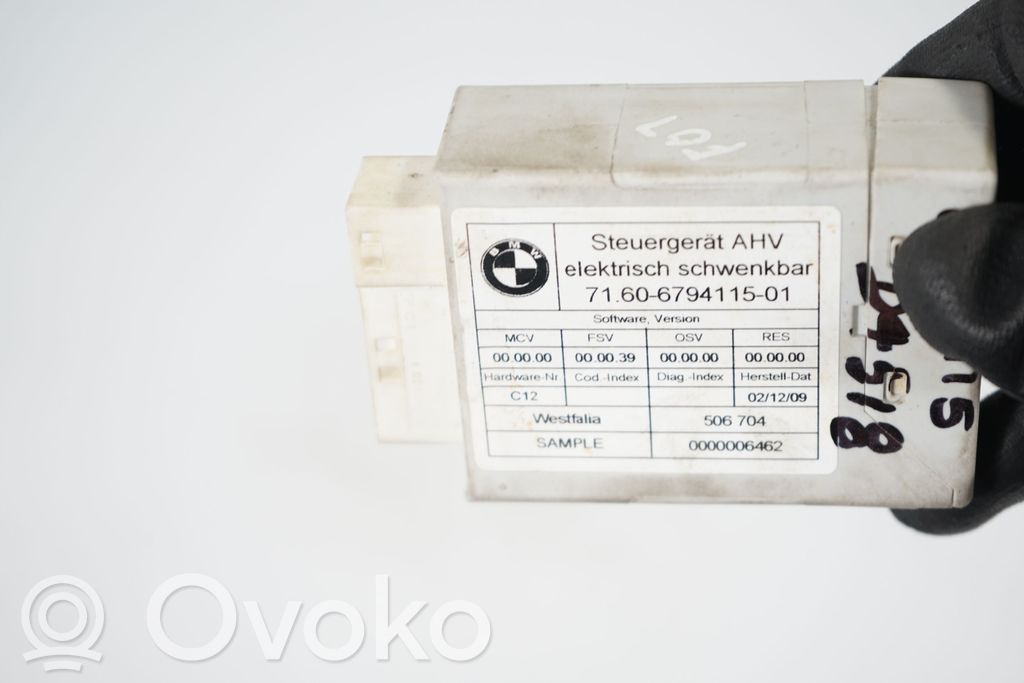 F07
BMW
Steuergerät AHV
elektrisch schwenkbar
71.60-6794115-01
Software, Version
MCV FSV OSV RES
00.00.00 00.00.39 00.00.00 00.00.00
Hardware-Nr Cod.-Index Diag.-Index Herstell-Dat
C12 02/12/09
Westfalia 506 704
SAMPLE 0000006462
518
Ovoko